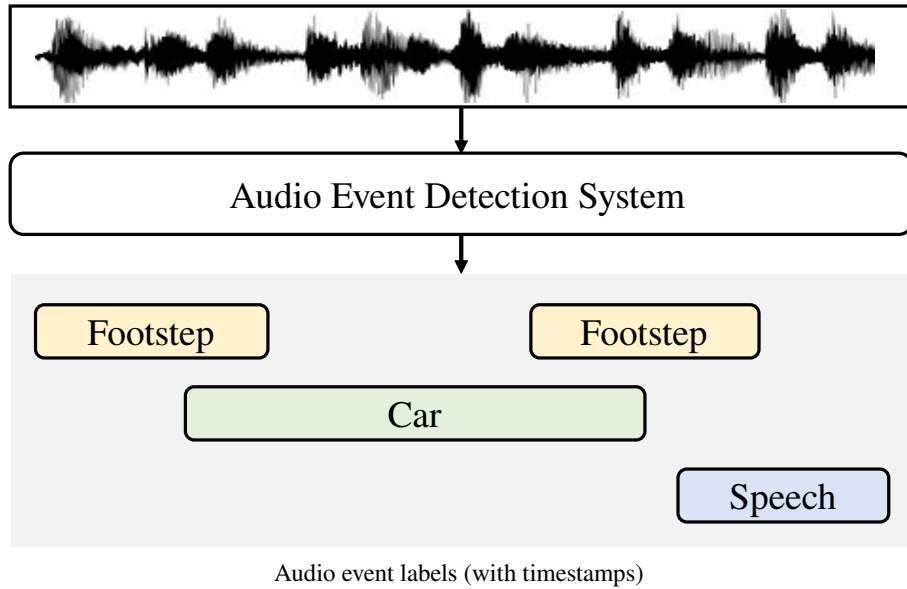 Audio Event Detection System
Footstep Footstep
Car
Speech
Audio event labels (with timestamps)